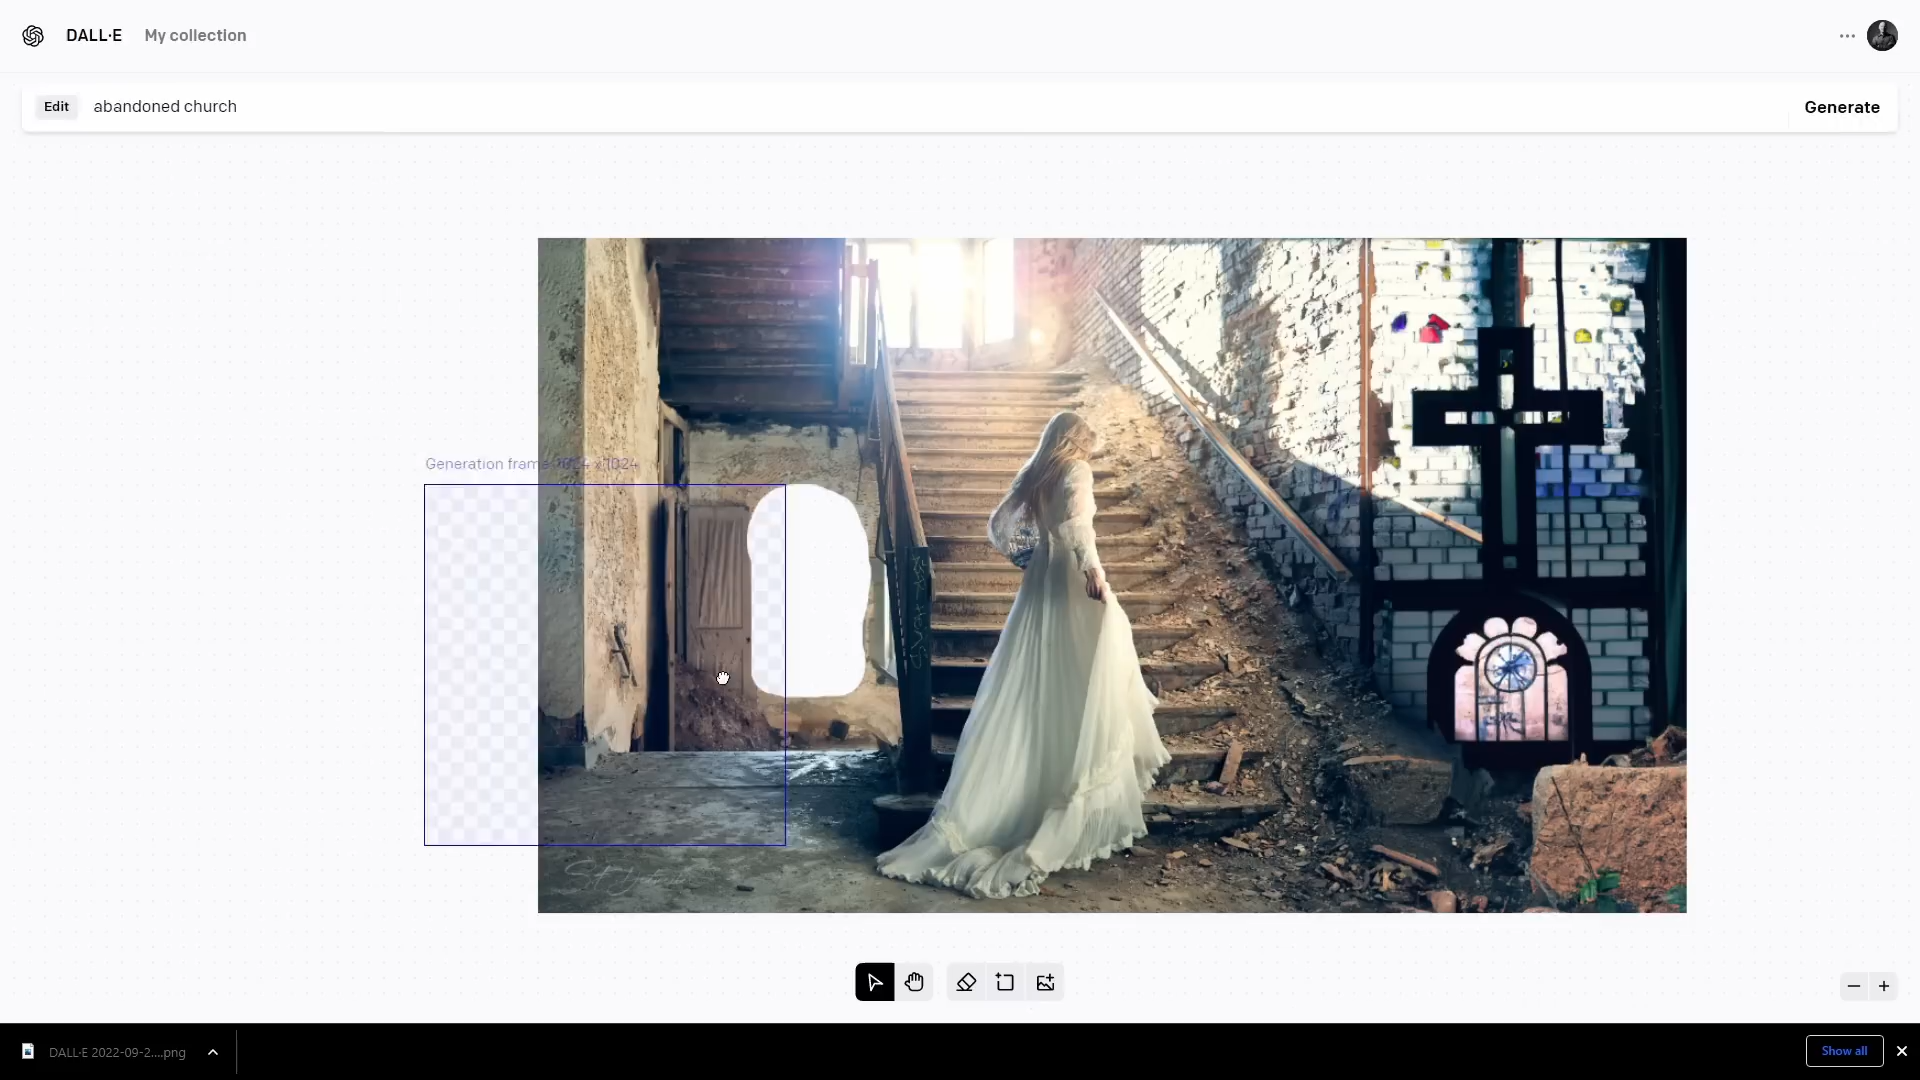 DALL·E My collection
Edit abandoned church Generate
Generation frame: 1024 x 1024
DALL·E 2022-09-2....png Show all